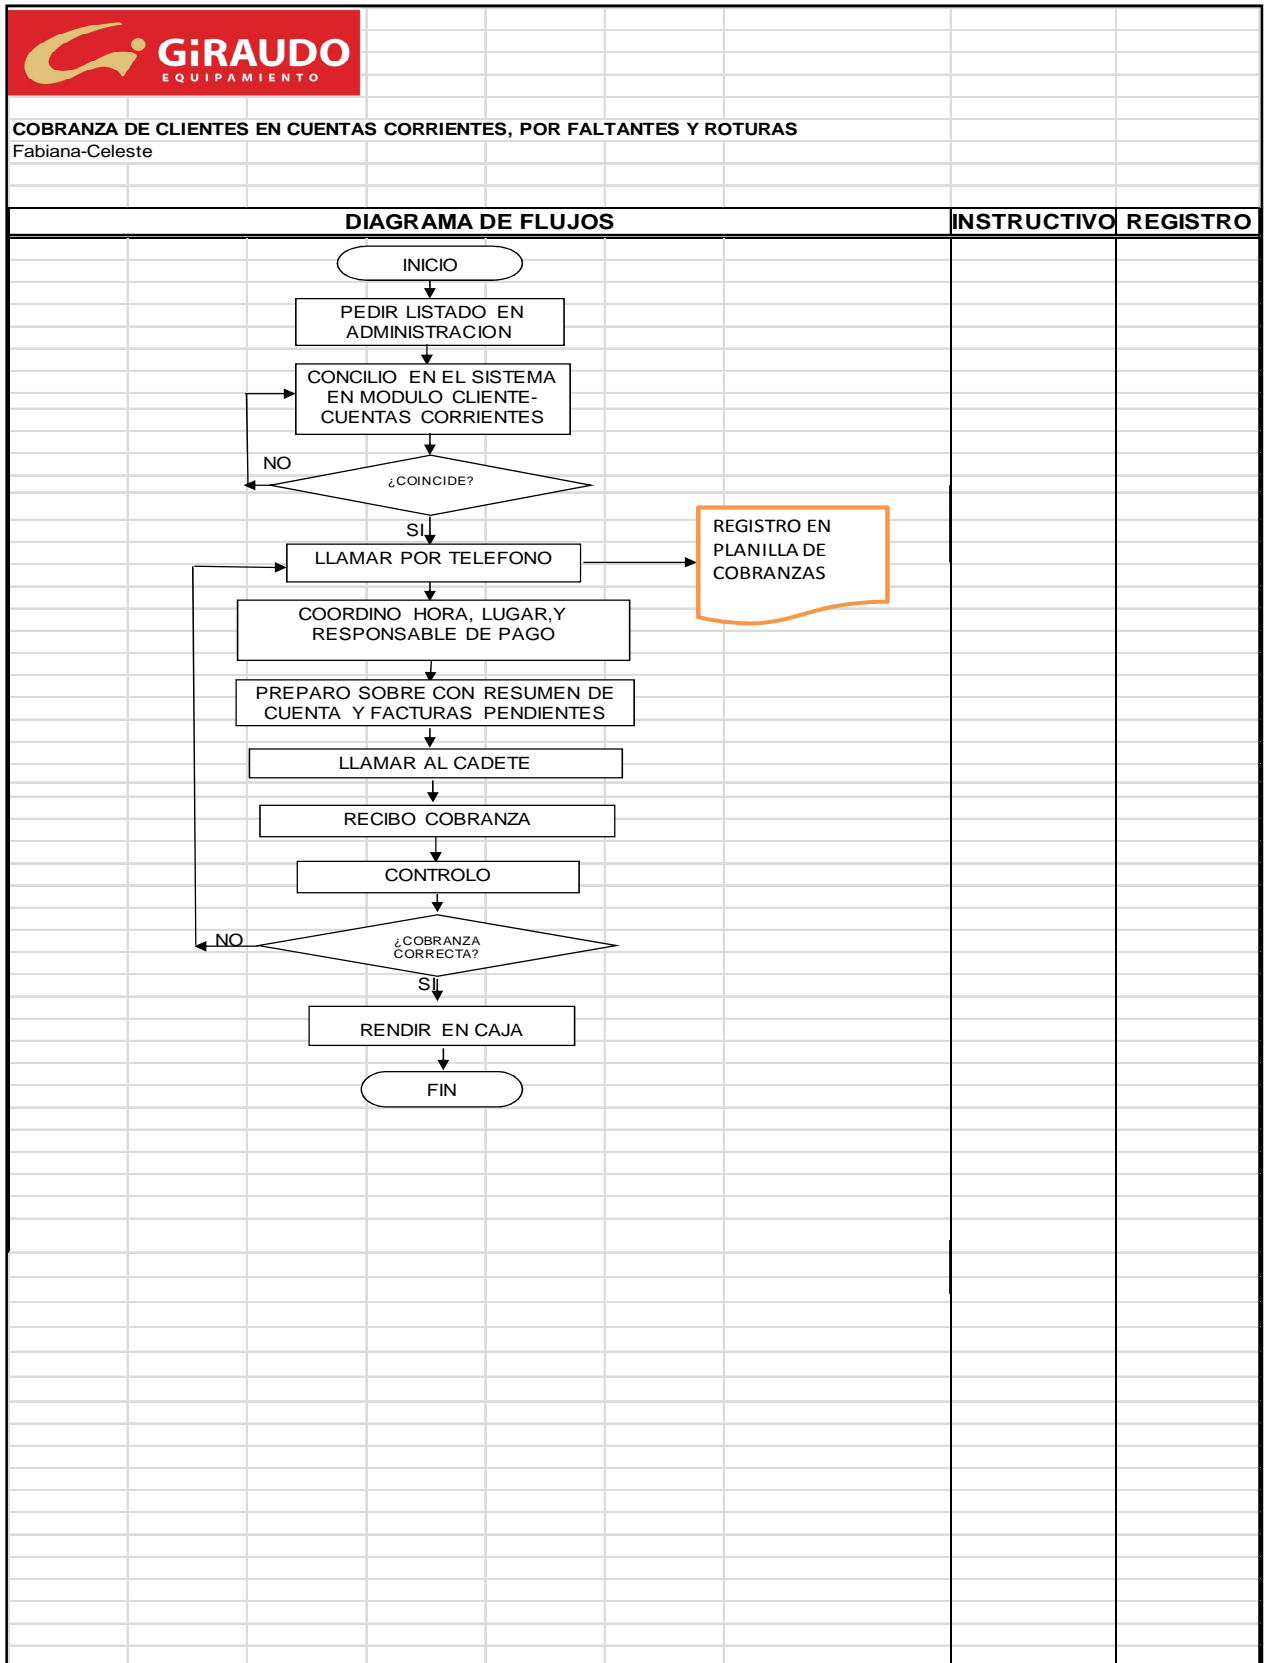 GiRAUDO
EQUIPAMIENTO
COBRANZA DE CLIENTES EN CUENTAS CORRIENTES, POR FALTANTES Y ROTURAS
Fabiana-Celeste
DIAGRAMA DE FLUJOS INSTRUCTIVO REGISTRO
INICIO
PEDIR LISTADO EN
ADMINISTRACION
CONCILIO EN EL SISTEMA
EN MODULO CLIENTE-
CUENTAS CORRIENTES
NO
¿COINCIDE?
SI
LLAMAR POR TELEFONO
REGISTRO EN
PLANILLA DE
COBRANZAS
COORDINO HORA, LUGAR,Y
RESPONSABLE DE PAGO
PREPARO SOBRE CON RESUMEN DE
CUENTA Y FACTURAS PENDIENTES
LLAMAR AL CADETE
RECIBO COBRANZA
CONTROLO
NO
¿COBRANZA
CORRECTA?
SI
RENDIR EN CAJA
FIN